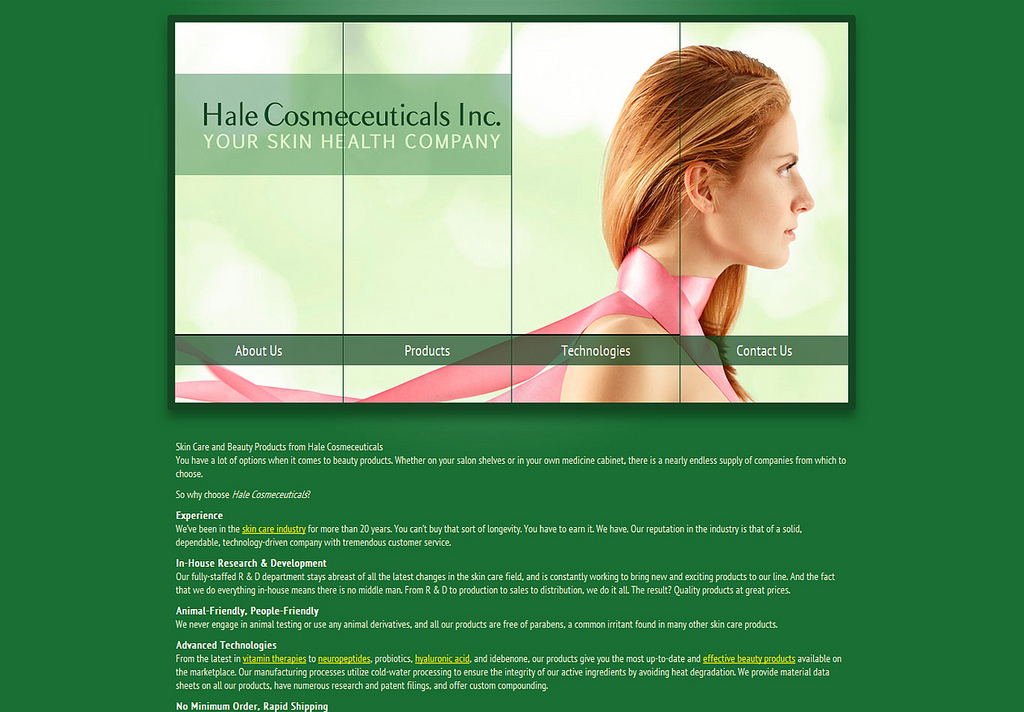 Hale Cosmeceuticals Inc.
YOUR SKIN HEALTH COMPANY
About Us Products Technologies Contact Us
Skin Care and Beauty Products from Hale Cosmeceuticals
You have a lot of options when it comes to beauty products. Whether on your salon shelves or in your own medicine cabinet, there is a nearly endless supply of companies from which to
choose.
So why choose Hale Cosmeceuticals?
Experience
We've been in the skin care industry for more than 20 years. You can't buy that sort of longevity. You have to earn it. We have. Our reputation in the industry is that of a solid,
dependable, technology-driven company with tremendous customer service.
In-House Research & Development
Our fully-staffed R & D department stays abreast of all the latest changes in the skin care field, and is constantly working to bring new and exciting products to our line. And the fact
that we do everything in-house means there is no middle man. From R & D to production to sales to distribution, we do it all. The result? Quality products at great prices.
Animal-Friendly, People-Friendly
We never engage in animal testing or use any animal derivatives, and all our products are free of parabens, a common irritant found in many other skin care products.
Advanced Technologies
From the latest in vitamin therapies to neuropeptides, probiotics, hyaluronic acid, and idebenone, our products give you the most up-to-date and effective beauty products available on
the marketplace. Our manufacturing processes utilize cold-water processing to ensure the integrity of our active ingredients by avoiding heat degradation. We provide material data
sheets on all our products, have numerous research and patent filings, and offer custom compounding.
No Minimum Order, Rapid Shipping